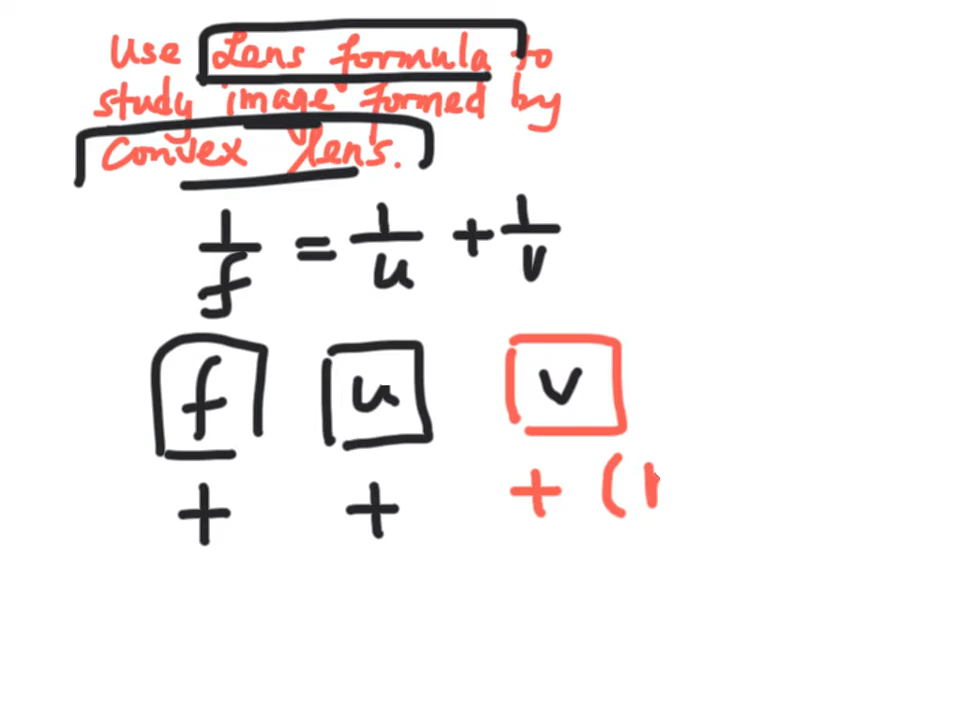 Use Lens formula to
study image formed by
convex lens.
1/f = 1/u + 1/v
f u v
+ + + (